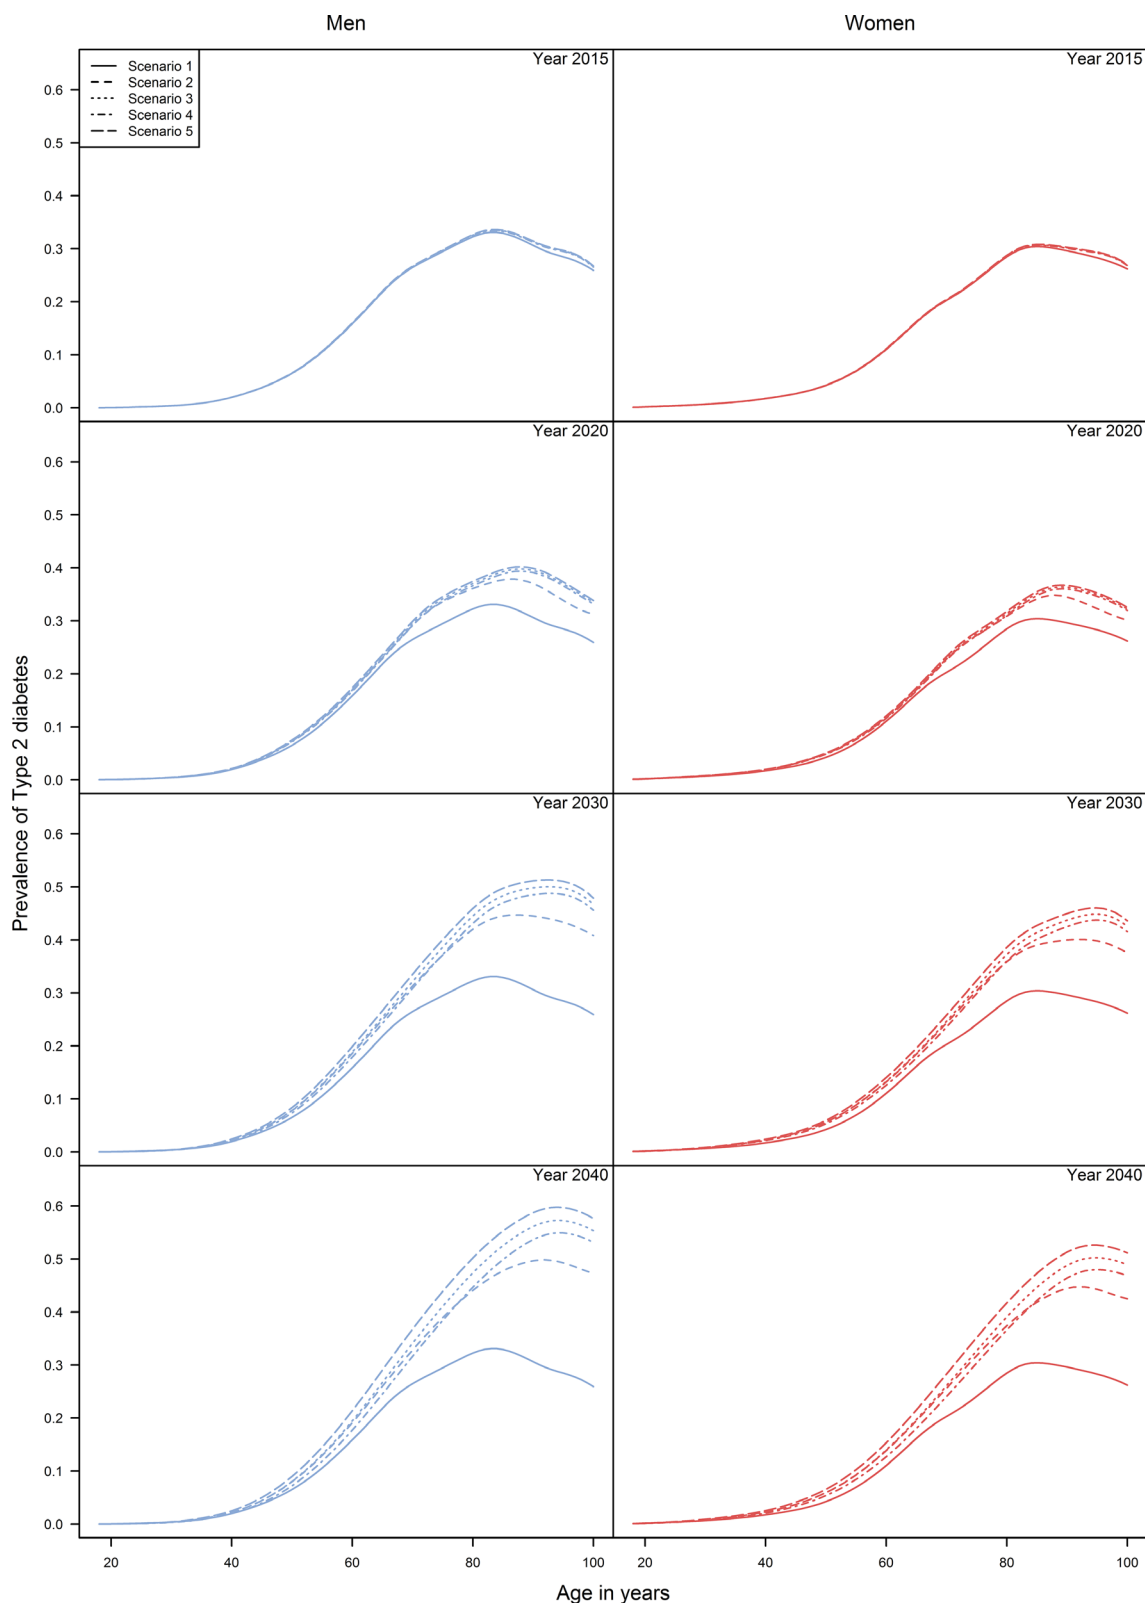 Men
Women
Year 2015
Year 2015
Scenario 1
Scenario 2
Scenario 3
Scenario 4
Scenario 5
0.6
0.5
0.4
0.3
0.2
0.1
0.0
Year 2020
Year 2020
0.6
0.5
0.4
0.3
0.2
0.1
0.0
Prevalence of Type 2 diabetes
Year 2030
Year 2030
0.6
0.5
0.4
0.3
0.2
0.1
0.0
Year 2040
Year 2040
0.6
0.5
0.4
0.3
0.2
0.1
0.0
20 40 60 80 100 20 40 60 80 100
Age in years